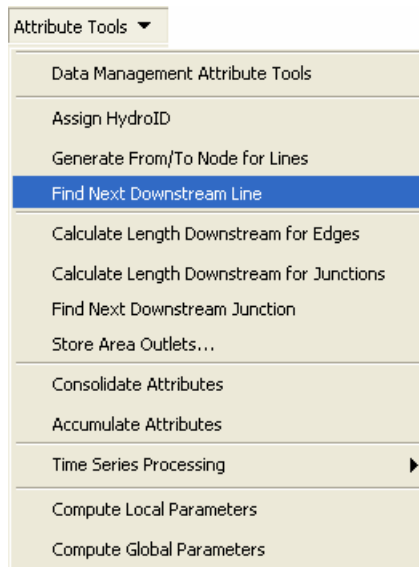 Attribute Tools
Data Management Attribute Tools
Assign HydroID
Generate From/To Node for Lines
Find Next Downstream Line
Calculate Length Downstream for Edges
Calculate Length Downstream for Junctions
Find Next Downstream Junction
Store Area Outlets...
Consolidate Attributes
Accumulate Attributes
Time Series Processing
Compute Local Parameters
Compute Global Parameters